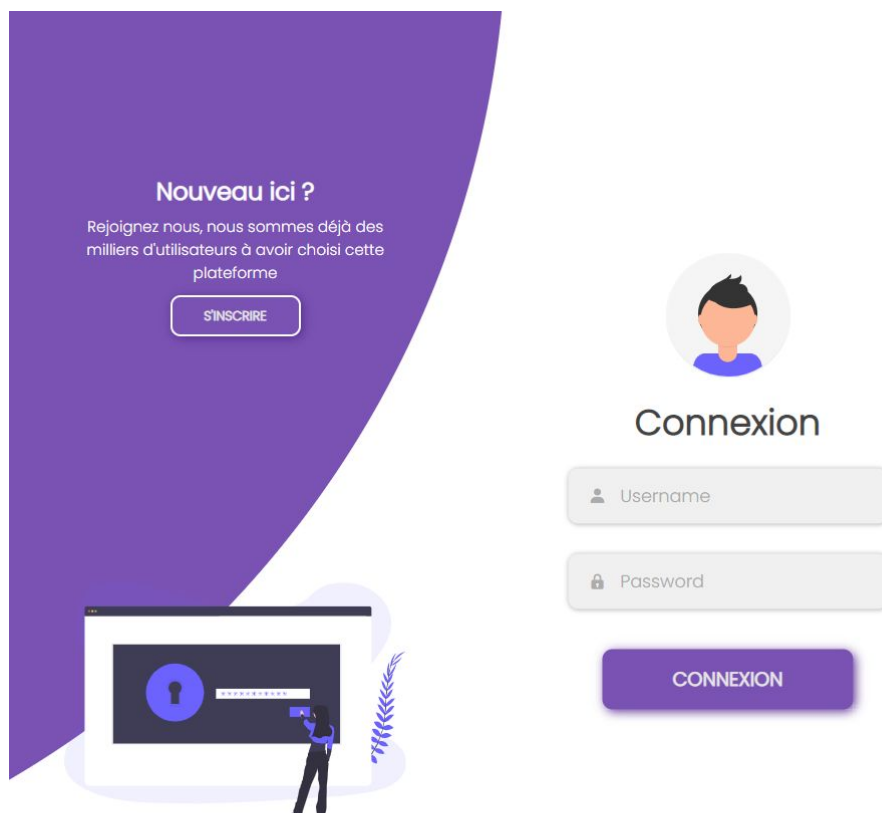 Nouveau ici ?
Rejoignez nous, nous sommes déjà des
milliers d'utilisateurs à avoir choisi cette
plateforme
S'INSCRIRE
Connexion
Username
Password
CONNEXION